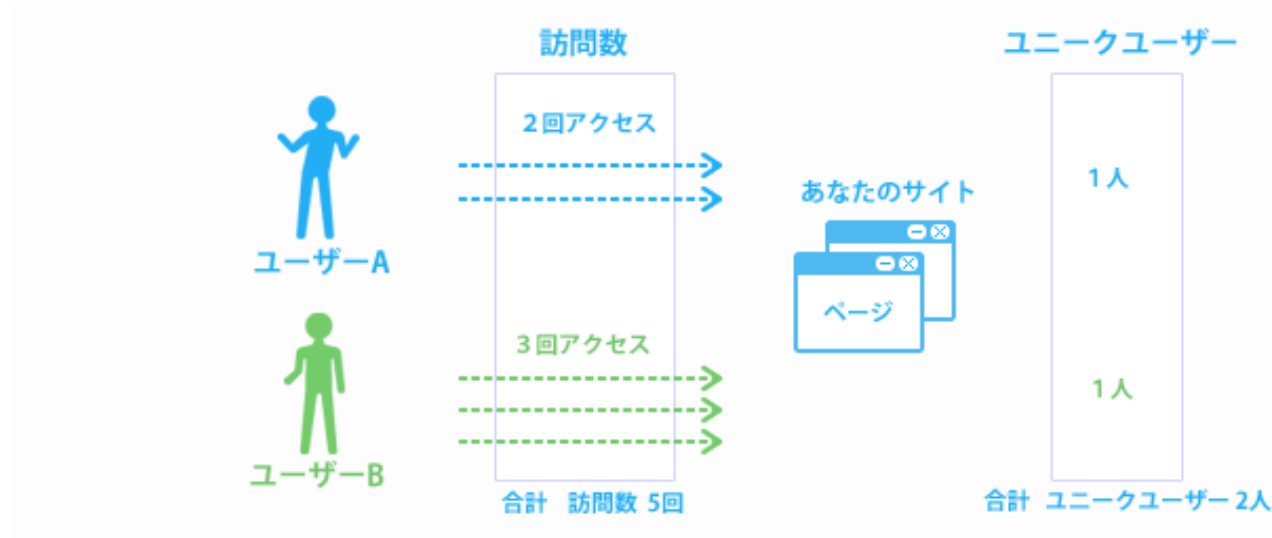 訪問数
ユニークユーザー
2回アクセス
1人
あなたのサイト
ユーザーA
ページ
3回アクセス
1人
ユーザーB
合計 訪問数 5回
合計 ユニークユーザー 2人